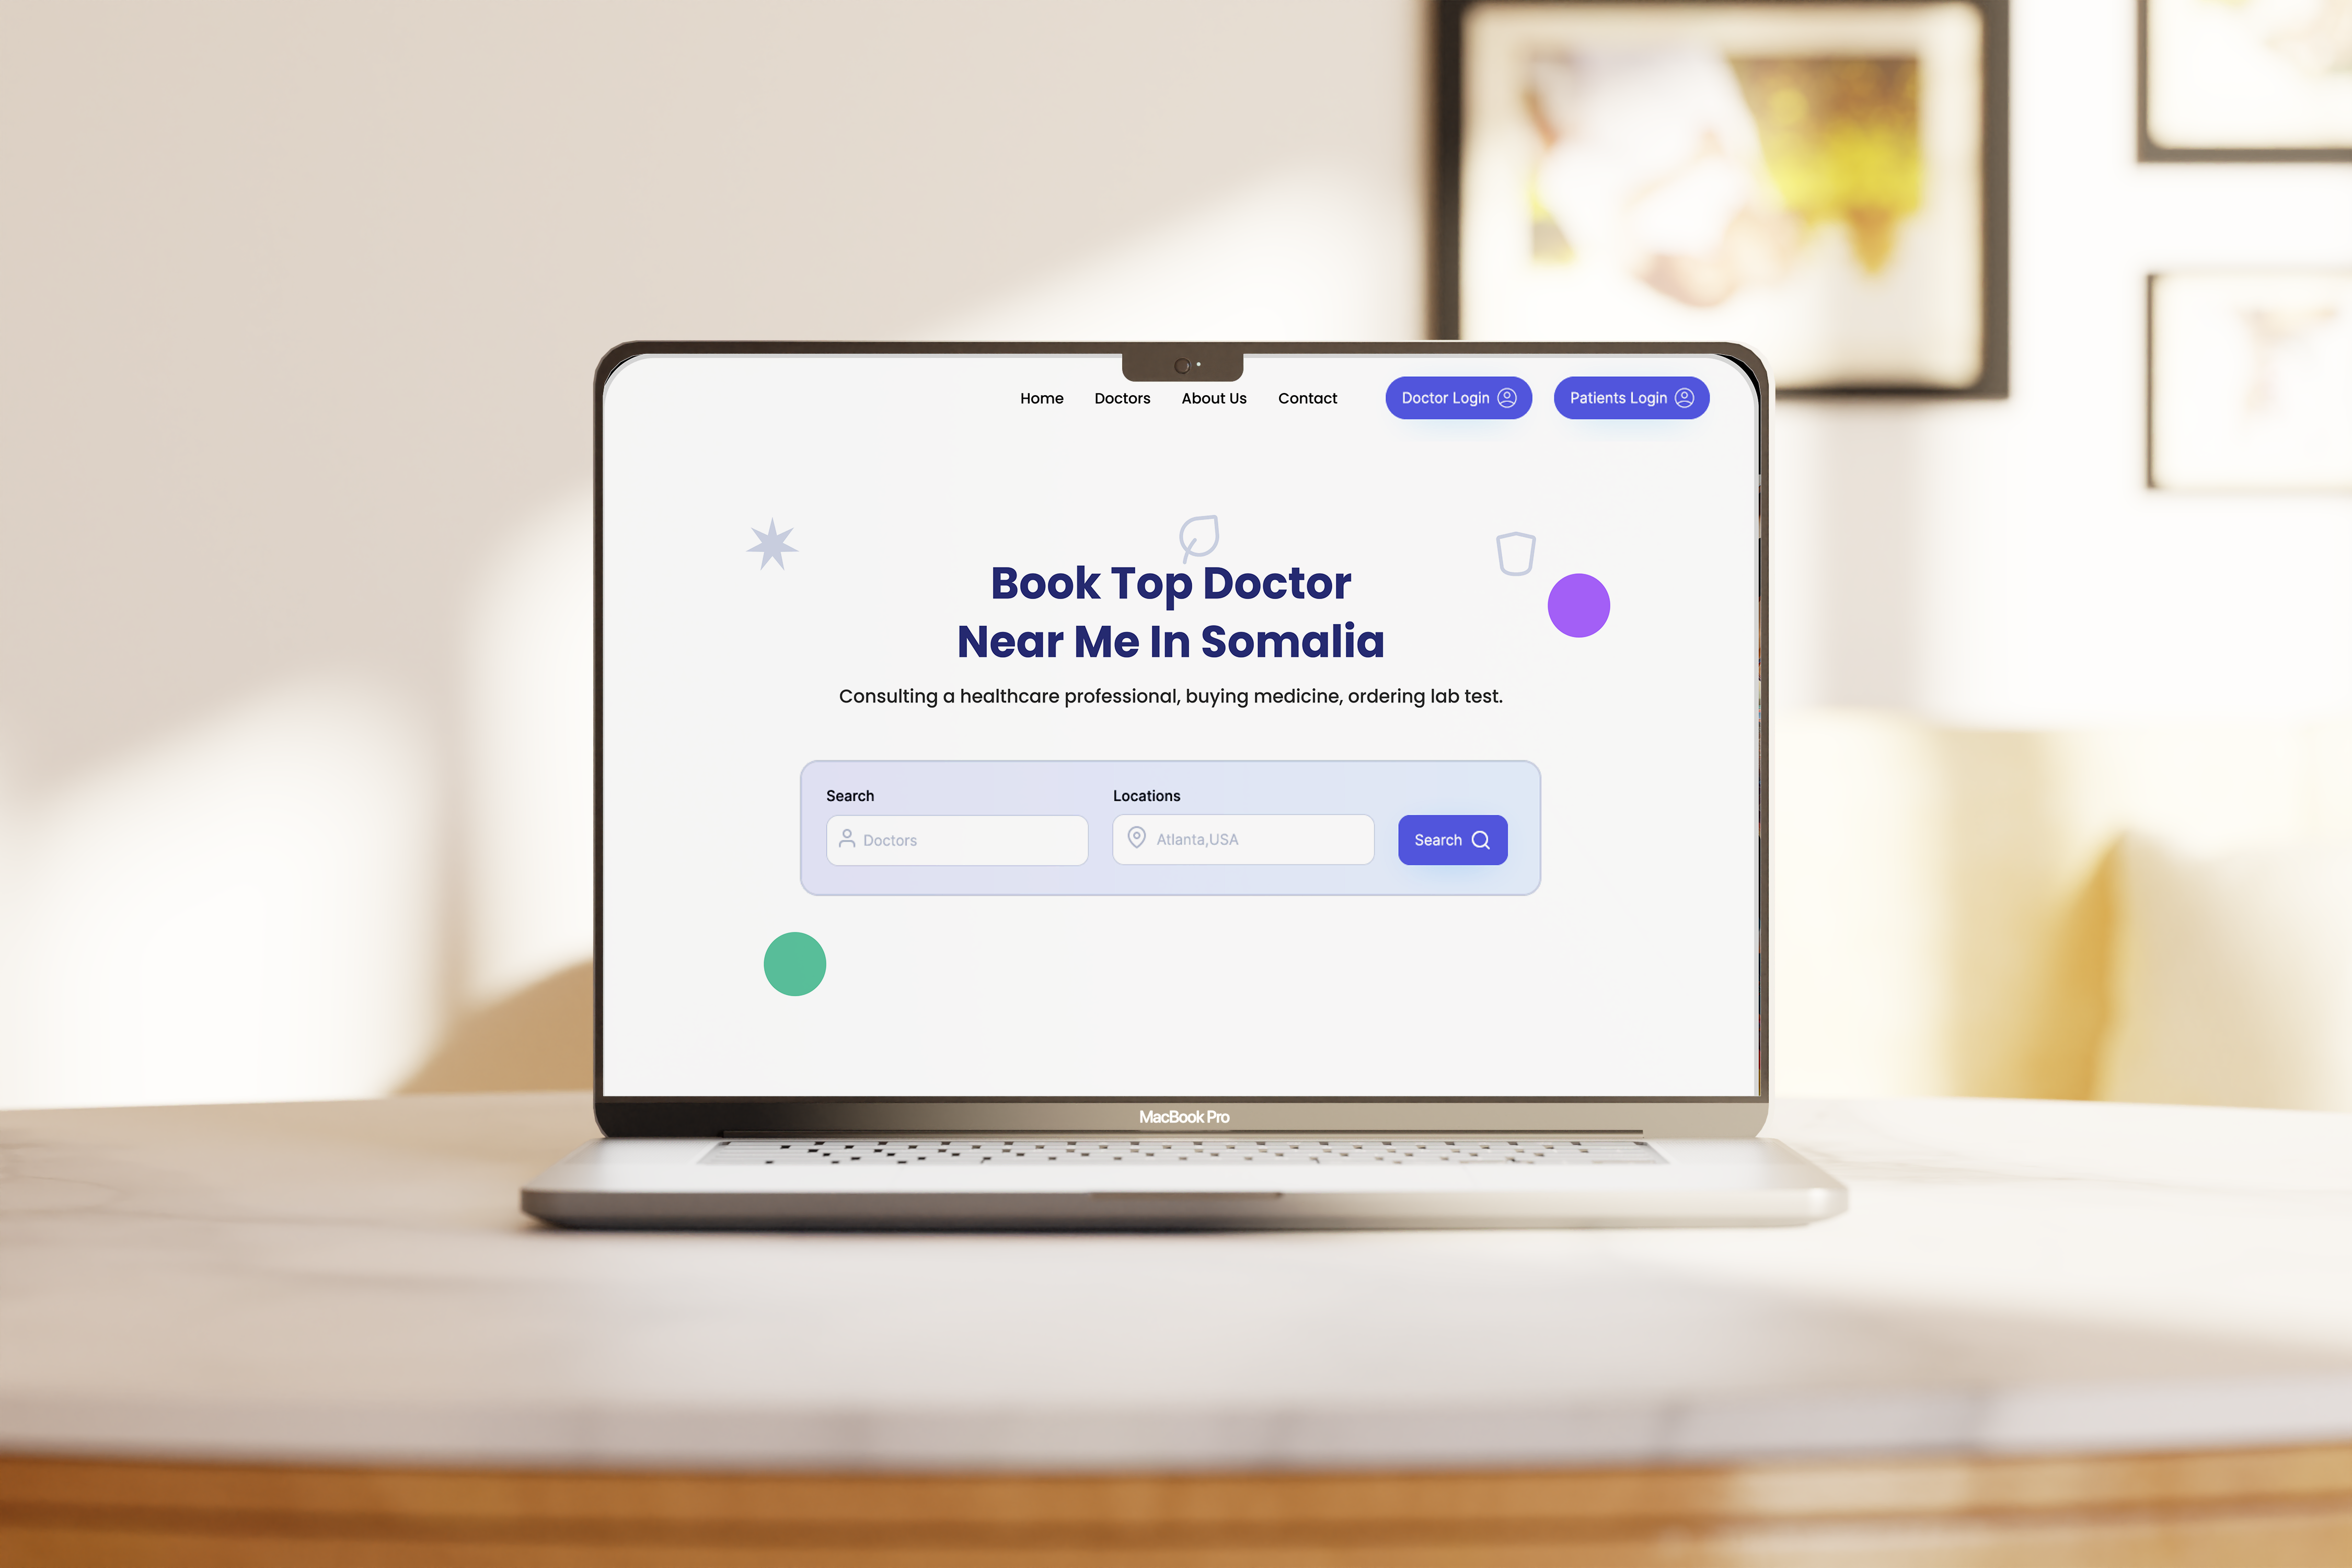 Home Doctors About Us Contact Doctor Login Patients Login
Book Top Doctor
Near Me In Somalia
Consulting a healthcare professional, buying medicine, ordering lab test.
Search Locations
Doctors Atlanta,USA Search
MacBook Pro